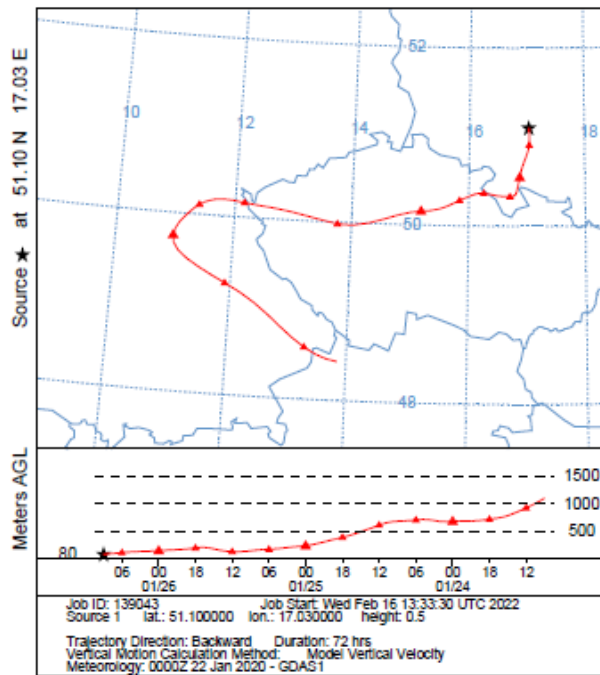 52
10
12
14
16
18
50
48
Source ★ at 51.10 N 17.03 E
Meters AGL
1500
1000
500
80
06 00 18 12 06 00 18 12 06 00 18 12
01/26 01/25 01/24
Job ID: 139043 Job Start: Wed Feb 16 13:33:30 UTC 2022
Source 1 lat.: 51.100000 lon.: 17.030000 height: 0.5
Trajectory Direction: Backward Duration: 72 hrs
Vertical Motion Calculation Method: Model Vertical Velocity
Meteorology: 0000Z 22 Jan 2020 - GDAS1